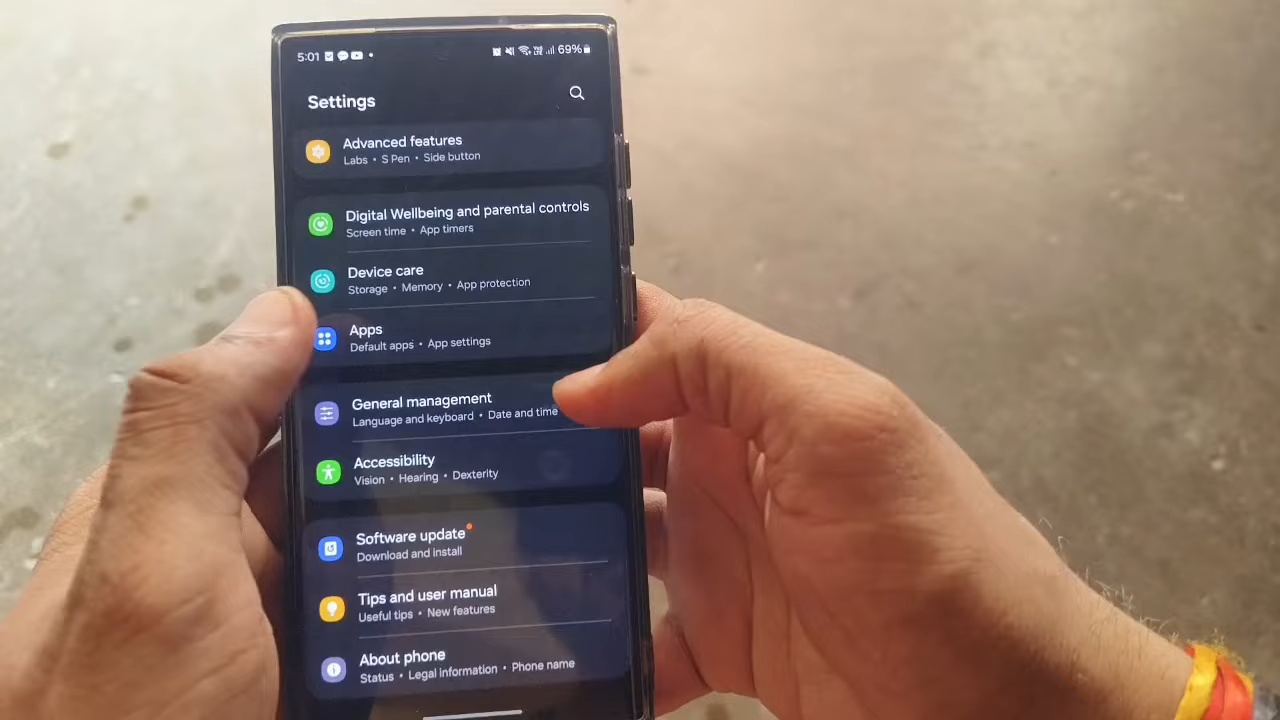 5:01 69%
Settings
Advanced features
Labs • S Pen • Side button
Digital Wellbeing and parental controls
Screen time • App timers
Device care
Storage • Memory • App protection
Apps
Default apps • App settings
General management
Language and keyboard • Date and time
Accessibility
Vision • Hearing • Dexterity
Software update
Download and install
Tips and user manual
Useful tips • New features
About phone
Status • Legal information • Phone name